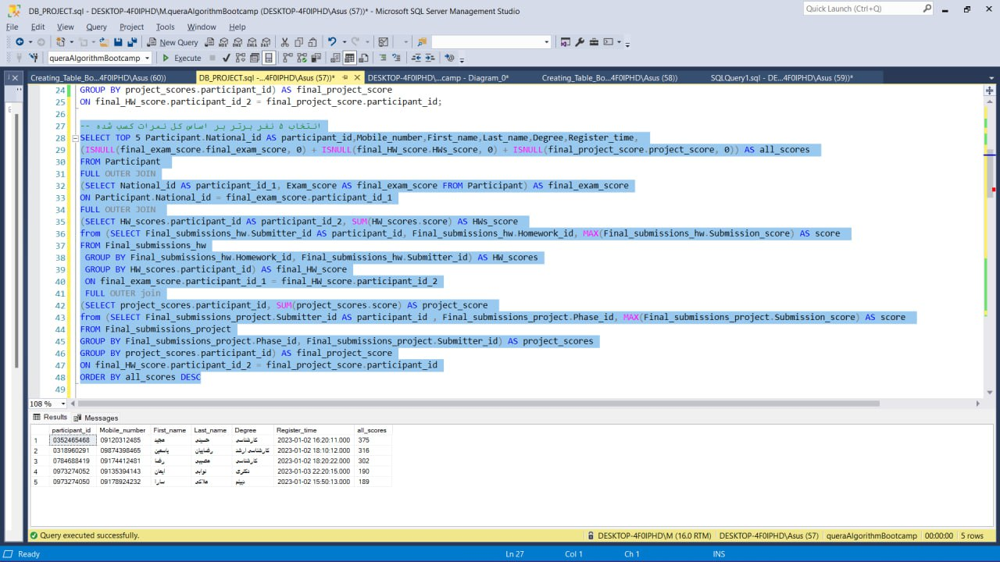 DB_PROJECT.sql - DESKTOP-4F0IPHD\M.queraAlgorithmBootcamp (DESKTOP-4F0IPHD\Asus (57))* - Microsoft SQL Server Management Studio
Quick Launch (Ctrl+Q)
File Edit View Query Project Tools Window Help
New Query
queraAlgorithmBootcamp Execute
Creating_Table_Bo...4F0IPHD\Asus (60)) DB_PROJECT.sql -...4F0IPHD\Asus (57))* DESKTOP-4F0IPHD\...camp - Diagram_0* Creating_Table_Bo...4F0IPHD\Asus (58)) SQLQuery1.sql - DE...4F0IPHD\Asus (59))*
24 GROUP BY project_scores.participant_id) AS final_project_score
25 ON final_HW_score.participant_id_2 = final_project_score.participant_id;
26
27 -- انتخاب ۵ نفر برتر بر اساس کل نمرات کسب شده
28 SELECT TOP 5 Participant.National_id AS participant_id,Mobile_number,First_name,Last_name,Degree,Register_time,
29 (ISNULL(final_exam_score.final_exam_score, 0) + ISNULL(final_HW_score.HWs_score, 0) + ISNULL(final_project_score.project_score, 0)) AS all_scores
30 FROM Participant
31 FULL OUTER JOIN
32 (SELECT National_id AS participant_id_1, Exam_score AS final_exam_score FROM Participant) AS final_exam_score
33 ON Participant.National_id = final_exam_score.participant_id_1
34 FULL OUTER JOIN
35 (SELECT HW_scores.participant_id AS participant_id_2, SUM(HW_scores.score) AS HWs_score
36 from (SELECT Final_submissions_hw.Submitter_id AS participant_id, Final_submissions_hw.Homework_id, MAX(Final_submissions_hw.Submission_score) AS score
37 FROM Final_submissions_hw
38 GROUP BY Final_submissions_hw.Homework_id, Final_submissions_hw.Submitter_id) AS HW_scores
39 GROUP BY HW_scores.participant_id) AS final_HW_score
40 ON final_exam_score.participant_id_1 = final_HW_score.participant_id_2
41 FULL OUTER join
42 (SELECT project_scores.participant_id, SUM(project_scores.score) AS project_score
43 from (SELECT Final_submissions_project.Submitter_id AS participant_id , Final_submissions_project.Phase_id, MAX(Final_submissions_project.Submission_score) AS score
44 FROM Final_submissions_project
45 GROUP BY Final_submissions_project.Phase_id, Final_submissions_project.Submitter_id) AS project_scores
46 GROUP BY project_scores.participant_id) AS final_project_score
47 ON final_HW_score.participant_id_2 = final_project_score.participant_id
48 ORDER BY all_scores DESC
49
108 %
Results Messages
participant_id Mobile_number First_name Last_name Degree Register_time all_scores
1 0352465468 09120312485 مجید حسینی کارشناسی 2023-01-02 16:20:11.000 375
2 0318960291 09874398465 یاسمین رضاییان کارشناسی ارشد 2023-01-02 18:10:12.000 316
3 0784688419 09174412481 رضا کارشناسی 2023-01-02 18:20:22.000 302
4 0973274052 09135394143 ایمان نوابی دکتری 2023-01-03 22:20:15.000 190
5 0973274050 09178924232 سارا ملاکی دیپلم 2023-01-02 15:50:13.000 189
Query executed successfully. DESKTOP-4F0IPHD\M (16.0 RTM) DESKTOP-4F0IPHD\Asus (57) queraAlgorithmBootcamp 00:00:00 5 rows
Ready Ln 27 Col 1 Ch 1 INS